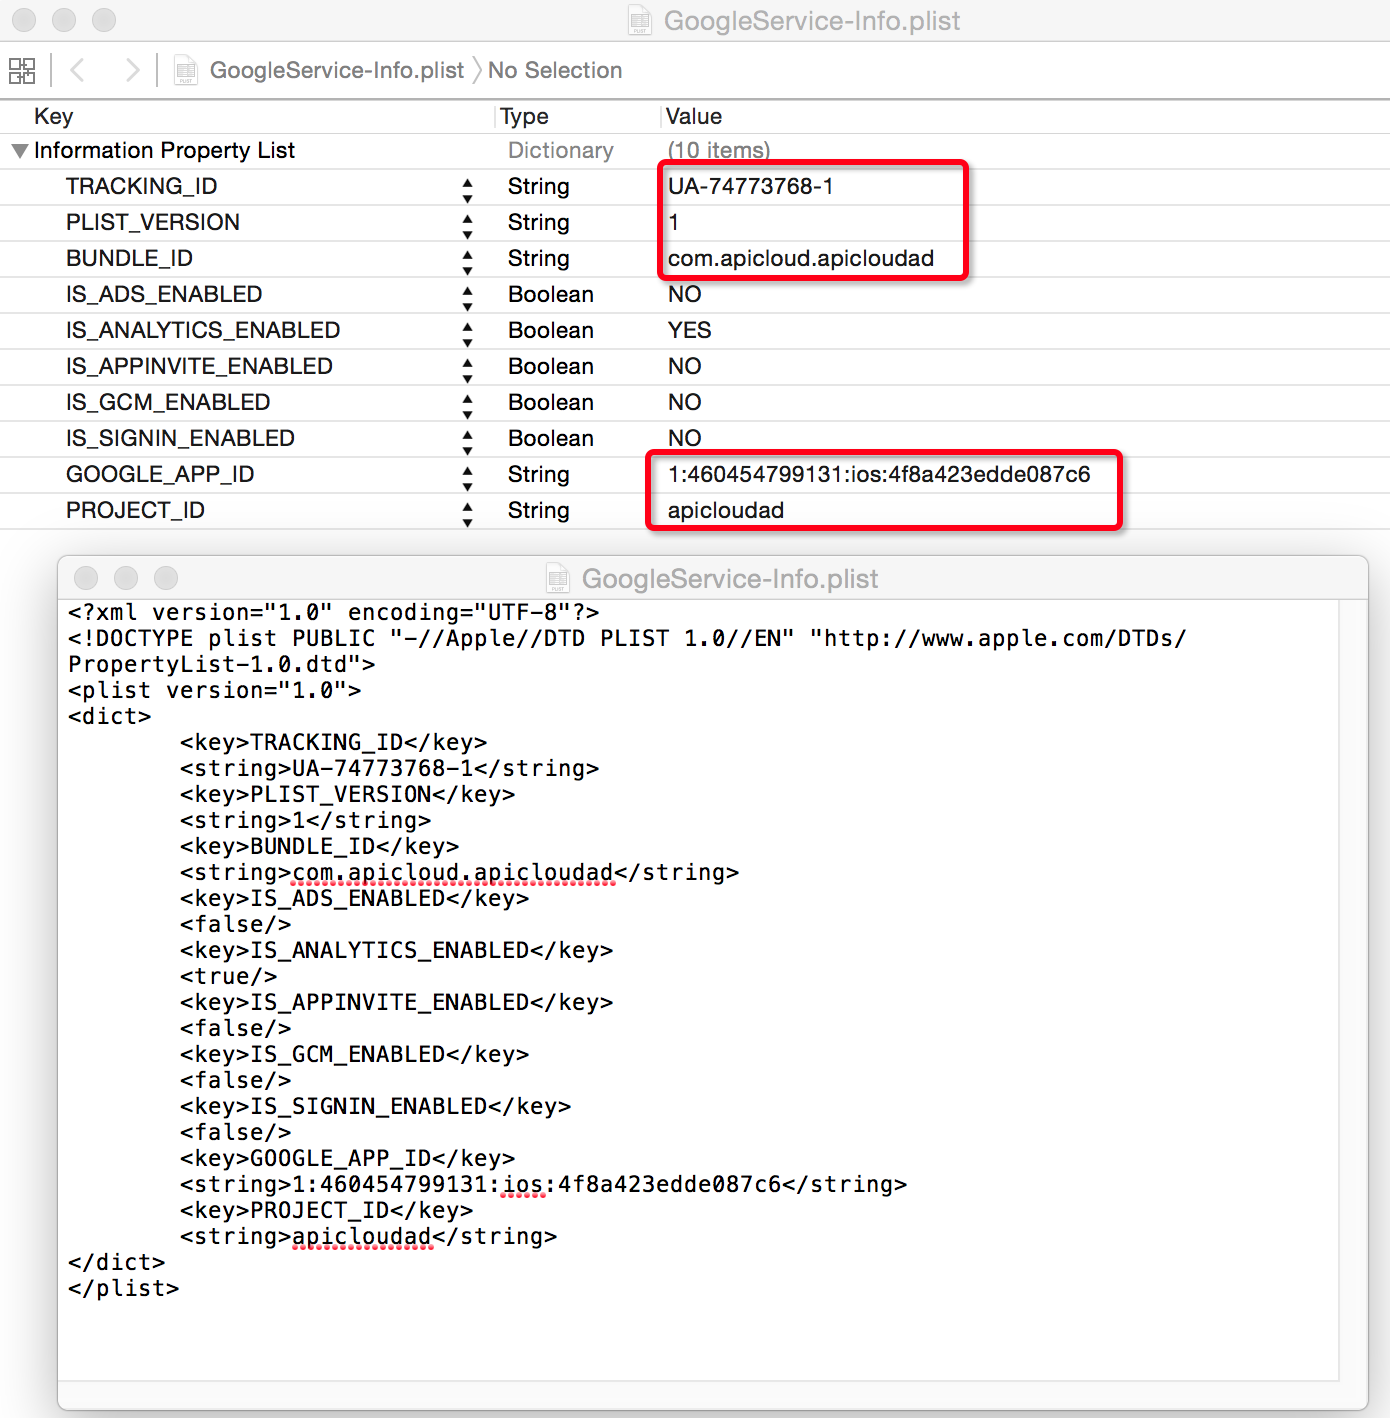 GoogleService-Info.plist
GoogleService-Info.plist No Selection
Key Type Value
Information Property List Dictionary (10 items)
TRACKING_ID String UA-74773768-1
PLIST_VERSION String 1
BUNDLE_ID String com.apicloud.apicloudad
IS_ADS_ENABLED Boolean NO
IS_ANALYTICS_ENABLED Boolean YES
IS_APPINVITE_ENABLED Boolean NO
IS_GCM_ENABLED Boolean NO
IS_SIGNIN_ENABLED Boolean NO
GOOGLE_APP_ID String 1:460454799131:ios:4f8a423edde087c6
PROJECT_ID String apicloudad
GoogleService-Info.plist
<?xml version="1.0" encoding="UTF-8"?>
<!DOCTYPE plist PUBLIC "-//Apple//DTD PLIST 1.0//EN" "http://www.apple.com/DTDs/
PropertyList-1.0.dtd">
<plist version="1.0">
<dict>
<key>TRACKING_ID</key>
<string>UA-74773768-1</string>
<key>PLIST_VERSION</key>
<string>1</string>
<key>BUNDLE_ID</key>
<string>com.apicloud.apicloudad</string>
<key>IS_ADS_ENABLED</key>
<false/>
<key>IS_ANALYTICS_ENABLED</key>
<true/>
<key>IS_APPINVITE_ENABLED</key>
<false/>
<key>IS_GCM_ENABLED</key>
<false/>
<key>IS_SIGNIN_ENABLED</key>
<false/>
<key>GOOGLE_APP_ID</key>
<string>1:460454799131:ios:4f8a423edde087c6</string>
<key>PROJECT_ID</key>
<string>apicloudad</string>
</dict>
</plist>